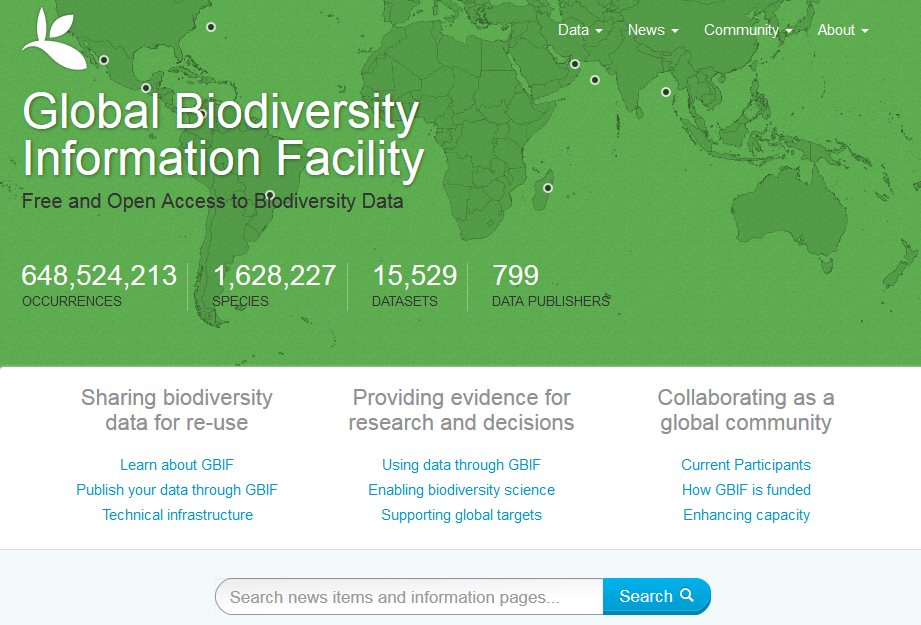 Data News Community About
Global Biodiversity
Information Facility
Free and Open Access to Biodiversity Data
648,524,213 1,628,227 15,529 799
OCCURRENCES SPECIES DATASETS DATA PUBLISHERS
Sharing biodiversity
data for re-use
Learn about GBIF
Publish your data through GBIF
Technical infrastructure
Providing evidence for
research and decisions
Using data through GBIF
Enabling biodiversity science
Supporting global targets
Collaborating as a
global community
Current Participants
How GBIF is funded
Enhancing capacity
Search news items and information pages... Search